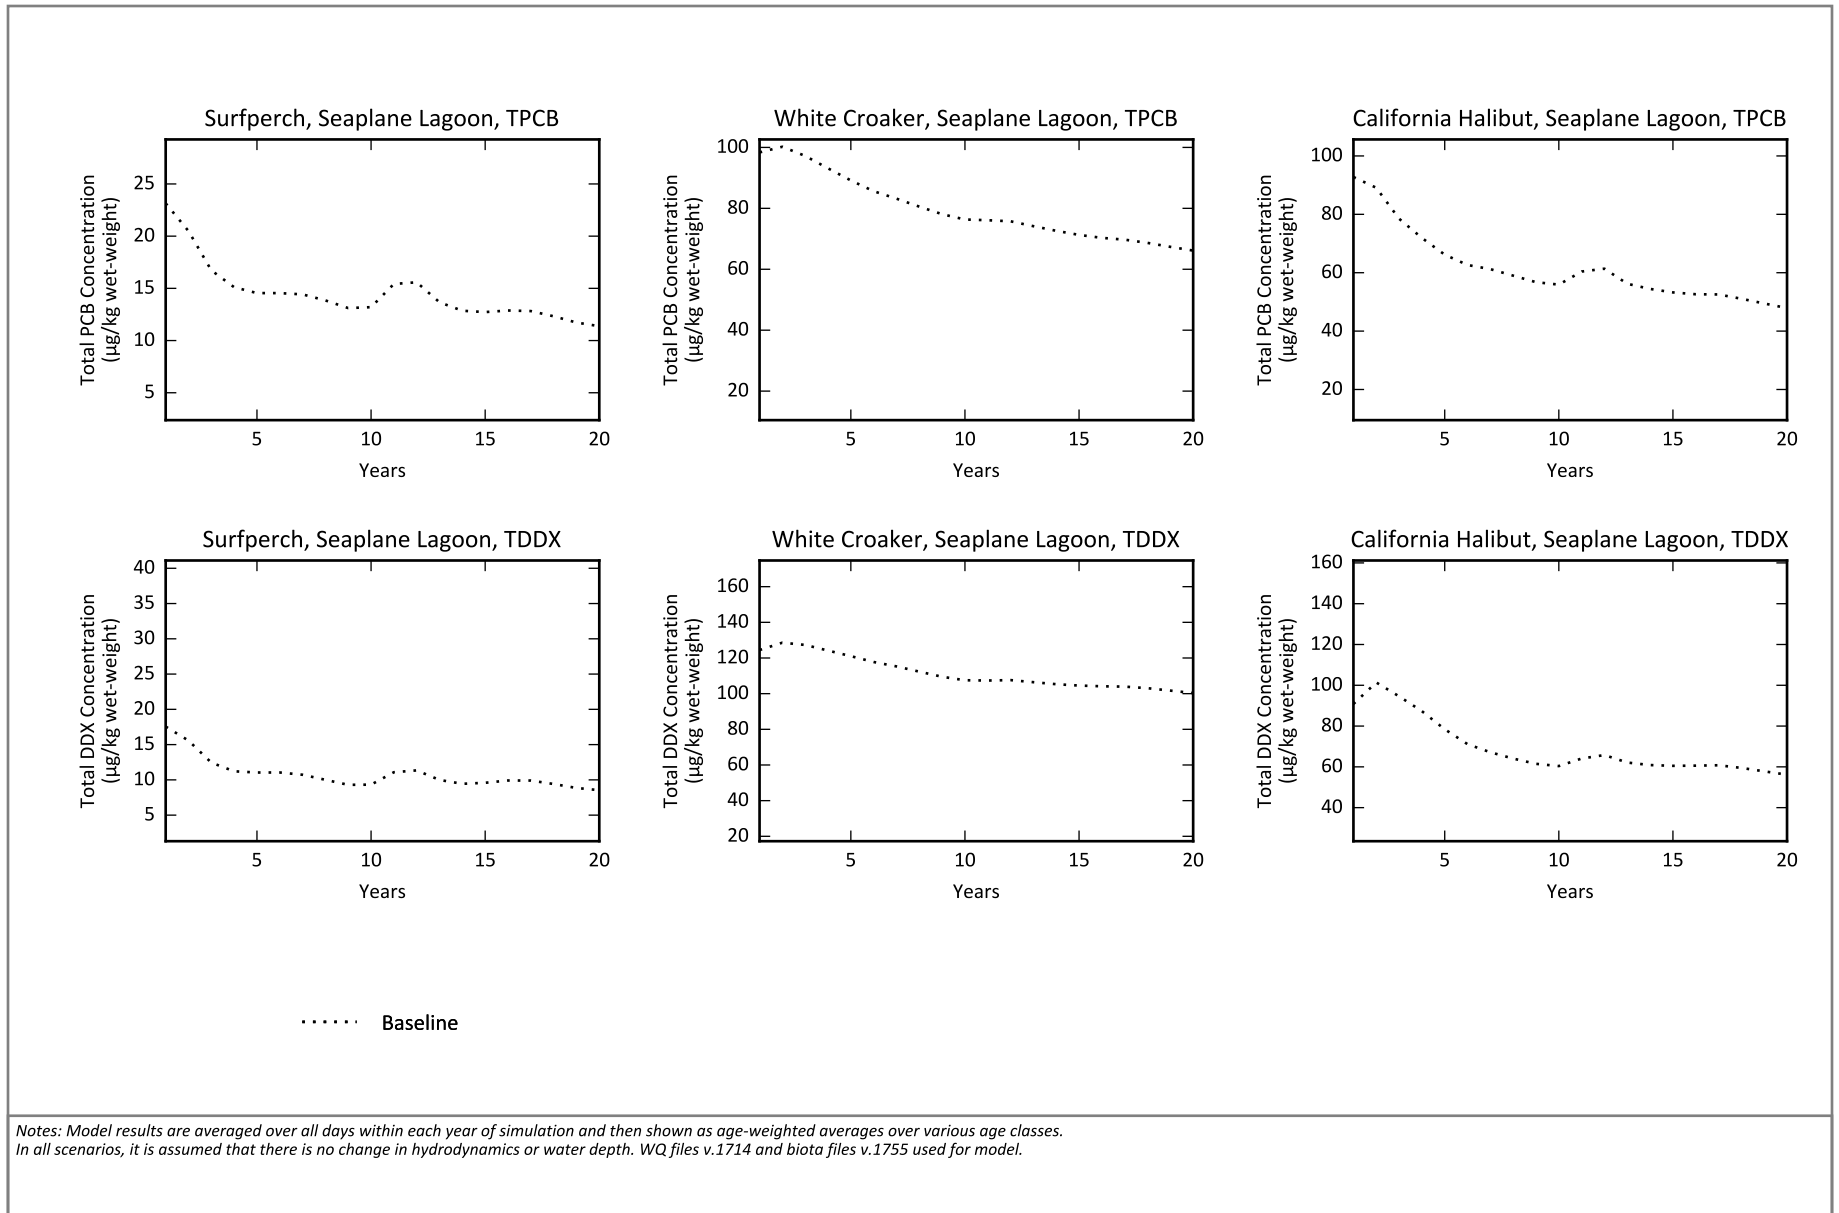 Surfperch, Seaplane Lagoon, TPCB
Total PCB Concentration
(µg/kg wet-weight)
25
20
15
10
5
5 10 15 20
Years
White Croaker, Seaplane Lagoon, TPCB
Total PCB Concentration
(µg/kg wet-weight)
100
80
60
40
20
5 10 15 20
Years
California Halibut, Seaplane Lagoon, TPCB
Total PCB Concentration
(µg/kg wet-weight)
100
80
60
40
20
5 10 15 20
Years
Surfperch, Seaplane Lagoon, TDDX
Total DDX Concentration
(µg/kg wet-weight)
40
35
30
25
20
15
10
5
5 10 15 20
Years
White Croaker, Seaplane Lagoon, TDDX
Total DDX Concentration
(µg/kg wet-weight)
160
140
120
100
80
60
40
20
5 10 15 20
Years
California Halibut, Seaplane Lagoon, TDDX
Total DDX Concentration
(µg/kg wet-weight)
160
140
120
100
80
60
40
5 10 15 20
Years
Baseline
Notes: Model results are averaged over all days within each year of simulation and then shown as age-weighted averages over various age classes.
In all scenarios, it is assumed that there is no change in hydrodynamics or water depth. WQ files v.1714 and biota files v.1755 used for model.